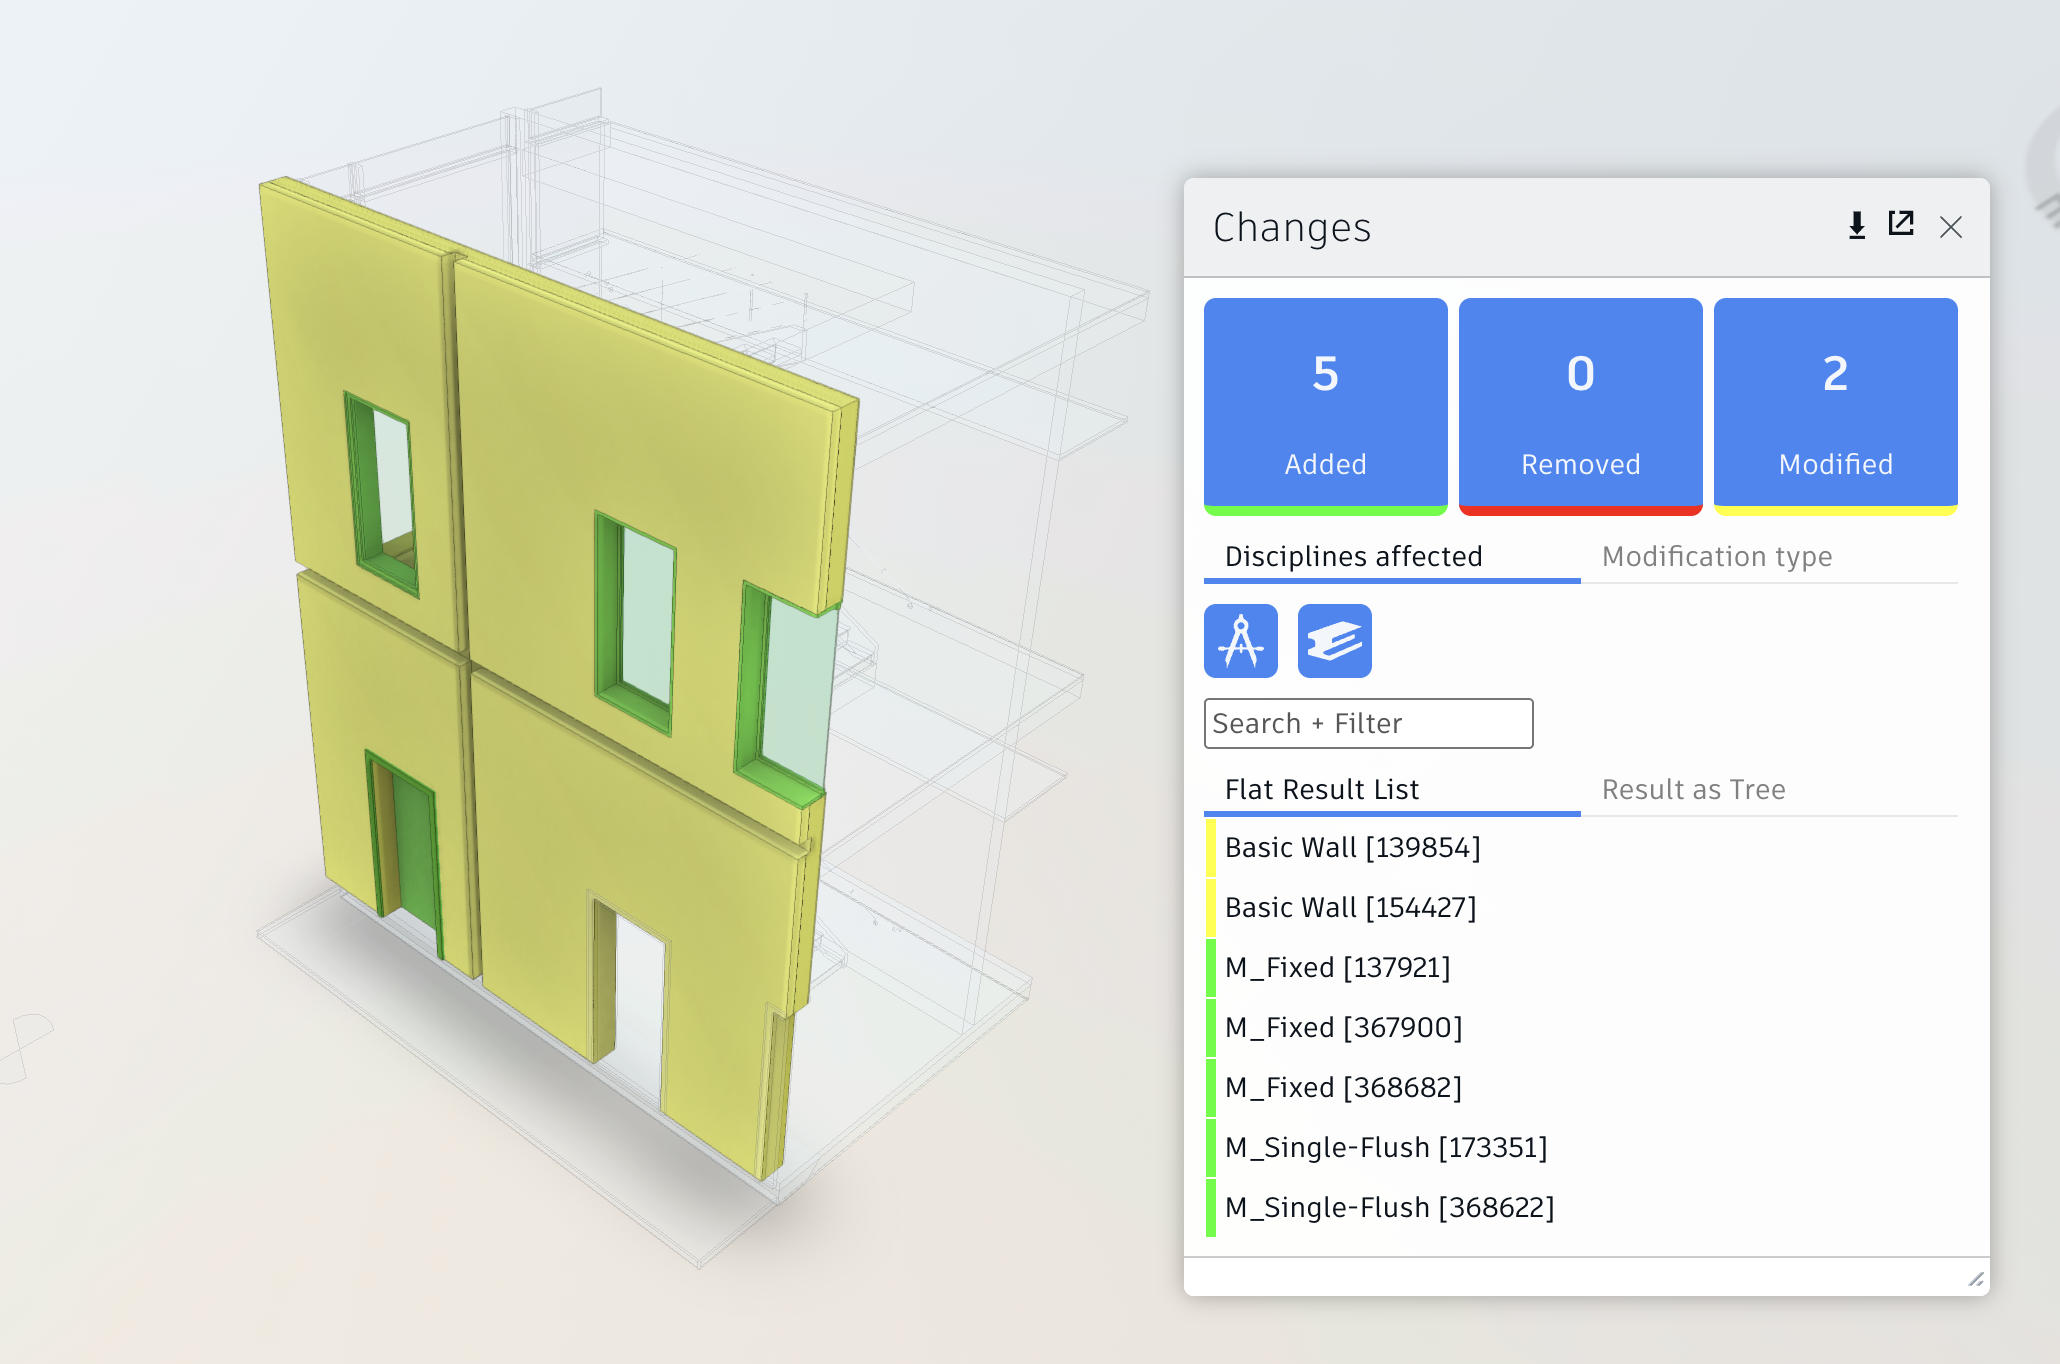 Changes
5
Added
0
Removed
2
Modified
Disciplines affected
Modification type
Search + Filter
Flat Result List
Result as Tree
Basic Wall [139854]
Basic Wall [154427]
M_Fixed [137921]
M_Fixed [367900]
M_Fixed [368682]
M_Single-Flush [173351]
M_Single-Flush [368622]